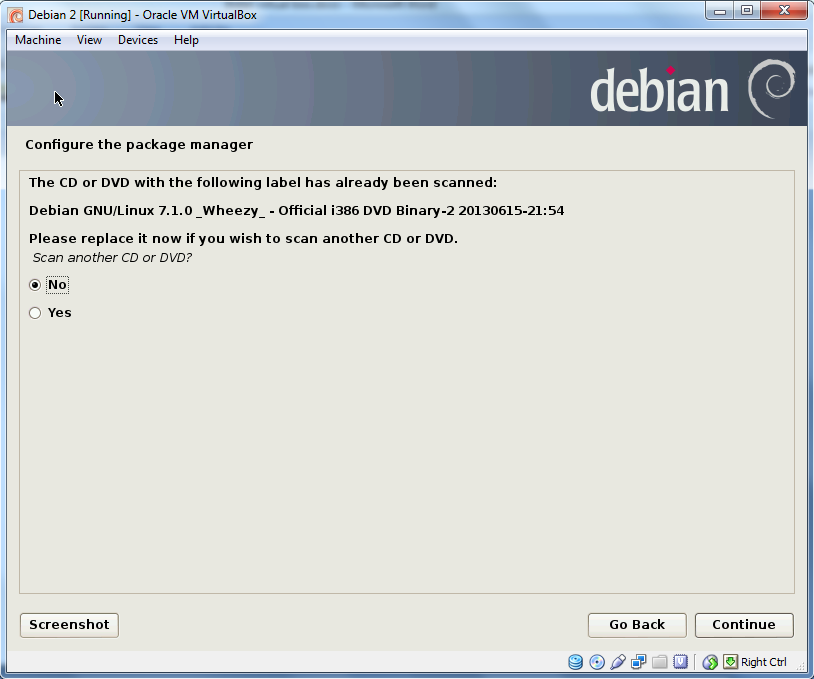 Debian 2 [Running] - Oracle VM VirtualBox
Machine View Devices Help
debian
Configure the package manager
The CD or DVD with the following label has already been scanned:
Debian GNU/Linux 7.1.0 _Wheezy_ - Official i386 DVD Binary-2 20130615-21:54
Please replace it now if you wish to scan another CD or DVD.
Scan another CD or DVD?
No
Yes
Screenshot Go Back Continue
Right Ctrl